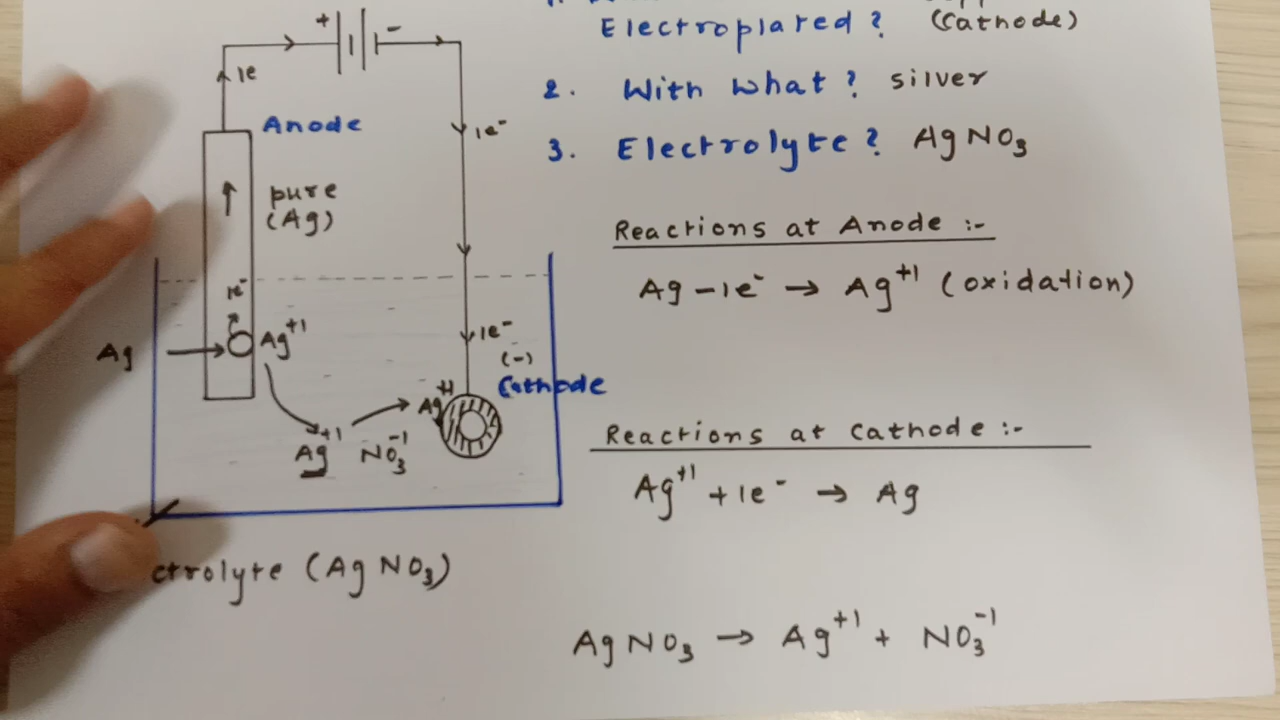 Electroplated? (Cathode)
2. With what? silver
3. Electrolyte? AgNO₃
Reactions at Anode :-
Ag – 1e⁻ → Ag⁺¹ (oxidation)
Reactions at Cathode :-
Ag⁺¹ + 1e⁻ → Ag
AgNO₃ → Ag⁺¹ + NO₃⁻¹
+ -
1e
Anode
1e⁻
pure
(Ag)
1e⁻
Ag
Ag⁺¹
1e⁻
(-)
Cathode
Ag⁺¹
Ag⁺¹ NO₃⁻¹
ctrolyte (AgNO₃)